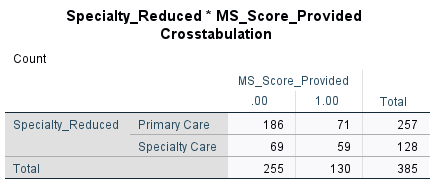 Specialty_Reduced * MS_Score_Provided
Crosstabulation
Count
MS_Score_Provided
.00 1.00 Total
Specialty_Reduced Primary Care 186 71 257
Specialty Care 69 59 128
Total 255 130 385